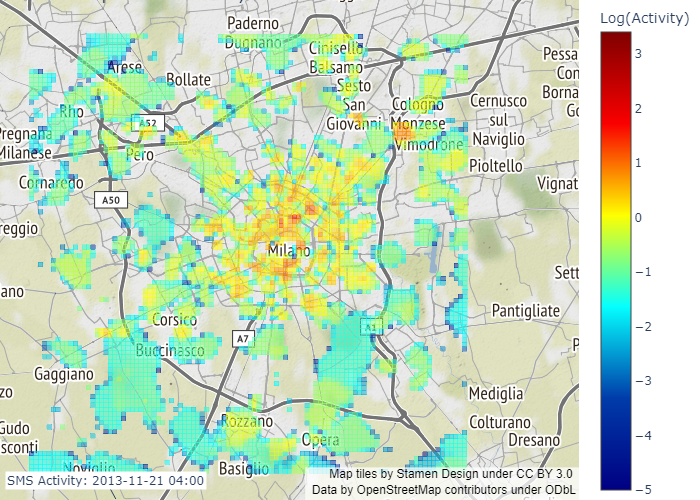 Log(Activity)
3
2
1
0
−1
−2
−3
−4
−5
Paderno
Dugnano
Cinisello
Balsamo
Arese
Bollate
Sesto
San
Giovanni
Cologno
Monzese
Cernusco
sul
Naviglio
Pessa
Con
Borna
Go
Rho
A52
Vimodrone
Pregnana
Milanese
Pero
Pioltello
Cornaredo
Vignat
A50
reggio
Milano
Sett
ano
Pantigliate
Corsico
A7
A1
P
Buccinasco
Gaggiano
zzo
Mediglia
Rozzano
Colturano
Gudo
sconti
Opera
Dresano
Basiglio
Noviglio
SMS Activity: 2013-11-21 04:00
Map tiles by Stamen Design under CC BY 3.0
Data by OpenStreetMap contributors under ODbL